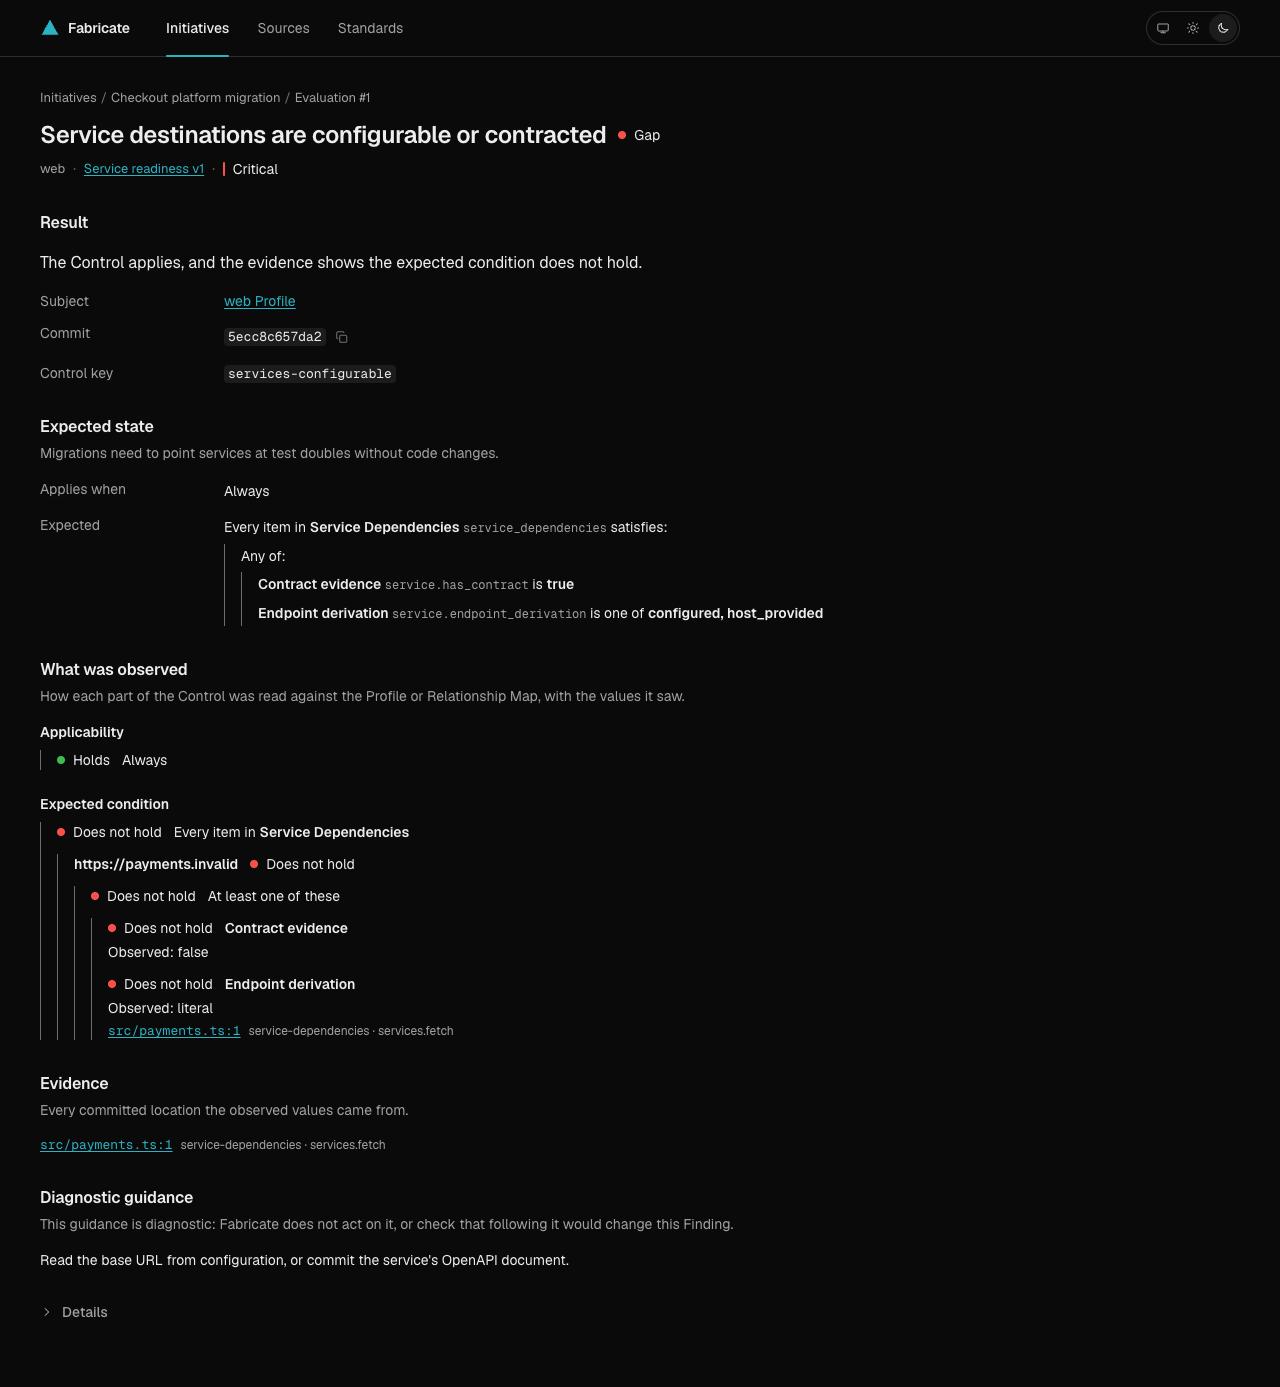 Fabricate Initiatives Sources Standards
Initiatives / Checkout platform migration / Evaluation #1
Service destinations are configurable or contracted Gap
web · Service readiness v1 · Critical
Result
The Control applies, and the evidence shows the expected condition does not hold.
Subject web Profile
Commit 5ecc8c657da2
Control key services-configurable
Expected state
Migrations need to point services at test doubles without code changes.
Applies when Always
Expected Every item in Service Dependencies service_dependencies satisfies:
Any of:
Contract evidence service.has_contract is true
Endpoint derivation service.endpoint_derivation is one of configured, host_provided
What was observed
How each part of the Control was read against the Profile or Relationship Map, with the values it saw.
Applicability
Holds Always
Expected condition
Does not hold Every item in Service Dependencies
https://payments.invalid Does not hold
Does not hold At least one of these
Does not hold Contract evidence
Observed: false
Does not hold Endpoint derivation
Observed: literal
src/payments.ts:1 service-dependencies · services.fetch
Evidence
Every committed location the observed values came from.
src/payments.ts:1 service-dependencies · services.fetch
Diagnostic guidance
This guidance is diagnostic: Fabricate does not act on it, or check that following it would change this Finding.
Read the base URL from configuration, or commit the service's OpenAPI document.
Details